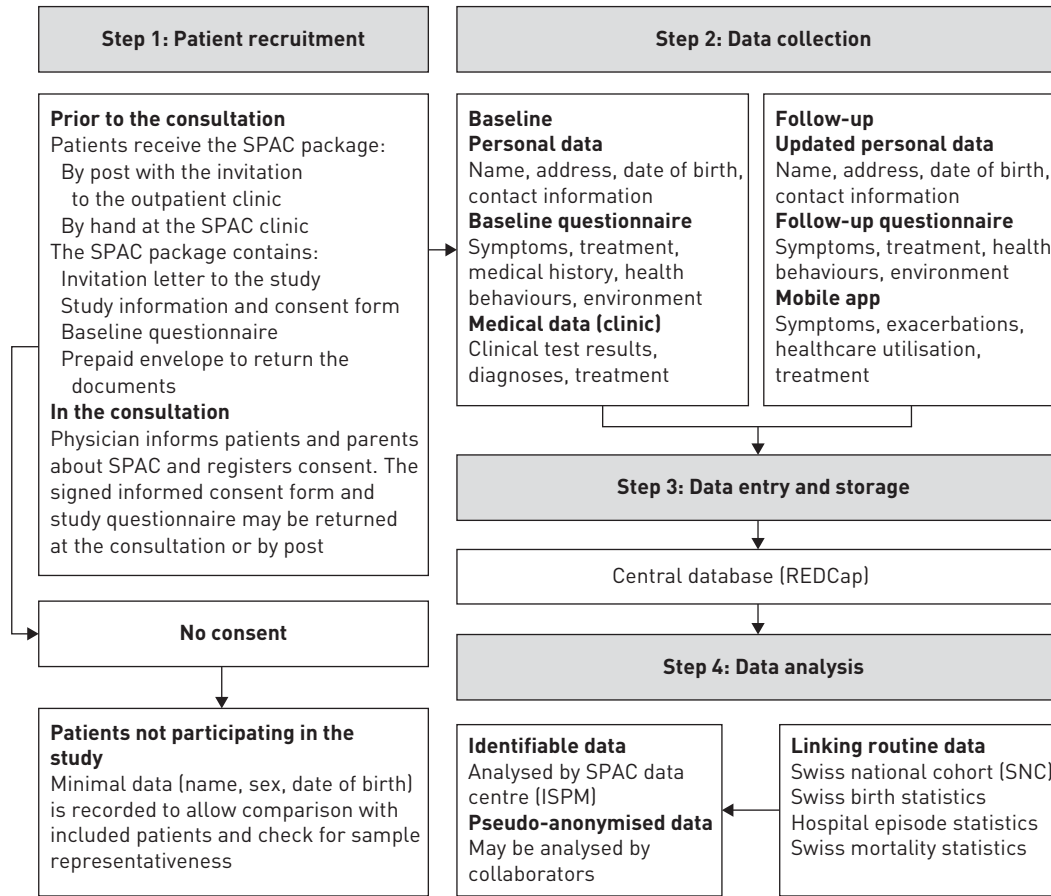 Step 1: Patient recruitment
Prior to the consultation
Patients receive the SPAC package:
By post with the invitation
to the outpatient clinic
By hand at the SPAC clinic
The SPAC package contains:
Invitation letter to the study
Study information and consent form
Baseline questionnaire
Prepaid envelope to return the
documents
In the consultation
Physician informs patients and parents
about SPAC and registers consent. The
signed informed consent form and
study questionnaire may be returned
at the consultation or by post
No consent
Patients not participating in the
study
Minimal data (name, sex, date of birth)
is recorded to allow comparison with
included patients and check for sample
representativeness
Step 2: Data collection
Baseline
Personal data
Name, address, date of birth,
contact information
Baseline questionnaire
Symptoms, treatment,
medical history, health
behaviours, environment
Medical data (clinic)
Clinical test results,
diagnoses, treatment
Follow-up
Updated personal data
Name, address, date of birth,
contact information
Follow-up questionnaire
Symptoms, treatment, health
behaviours, environment
Mobile app
Symptoms, exacerbations,
healthcare utilisation,
treatment
Step 3: Data entry and storage
Central database (REDCap)
Step 4: Data analysis
Identifiable data
Analysed by SPAC data
centre (ISPM)
Pseudo-anonymised data
May be analysed by
collaborators
Linking routine data
Swiss national cohort (SNC)
Swiss birth statistics
Hospital episode statistics
Swiss mortality statistics